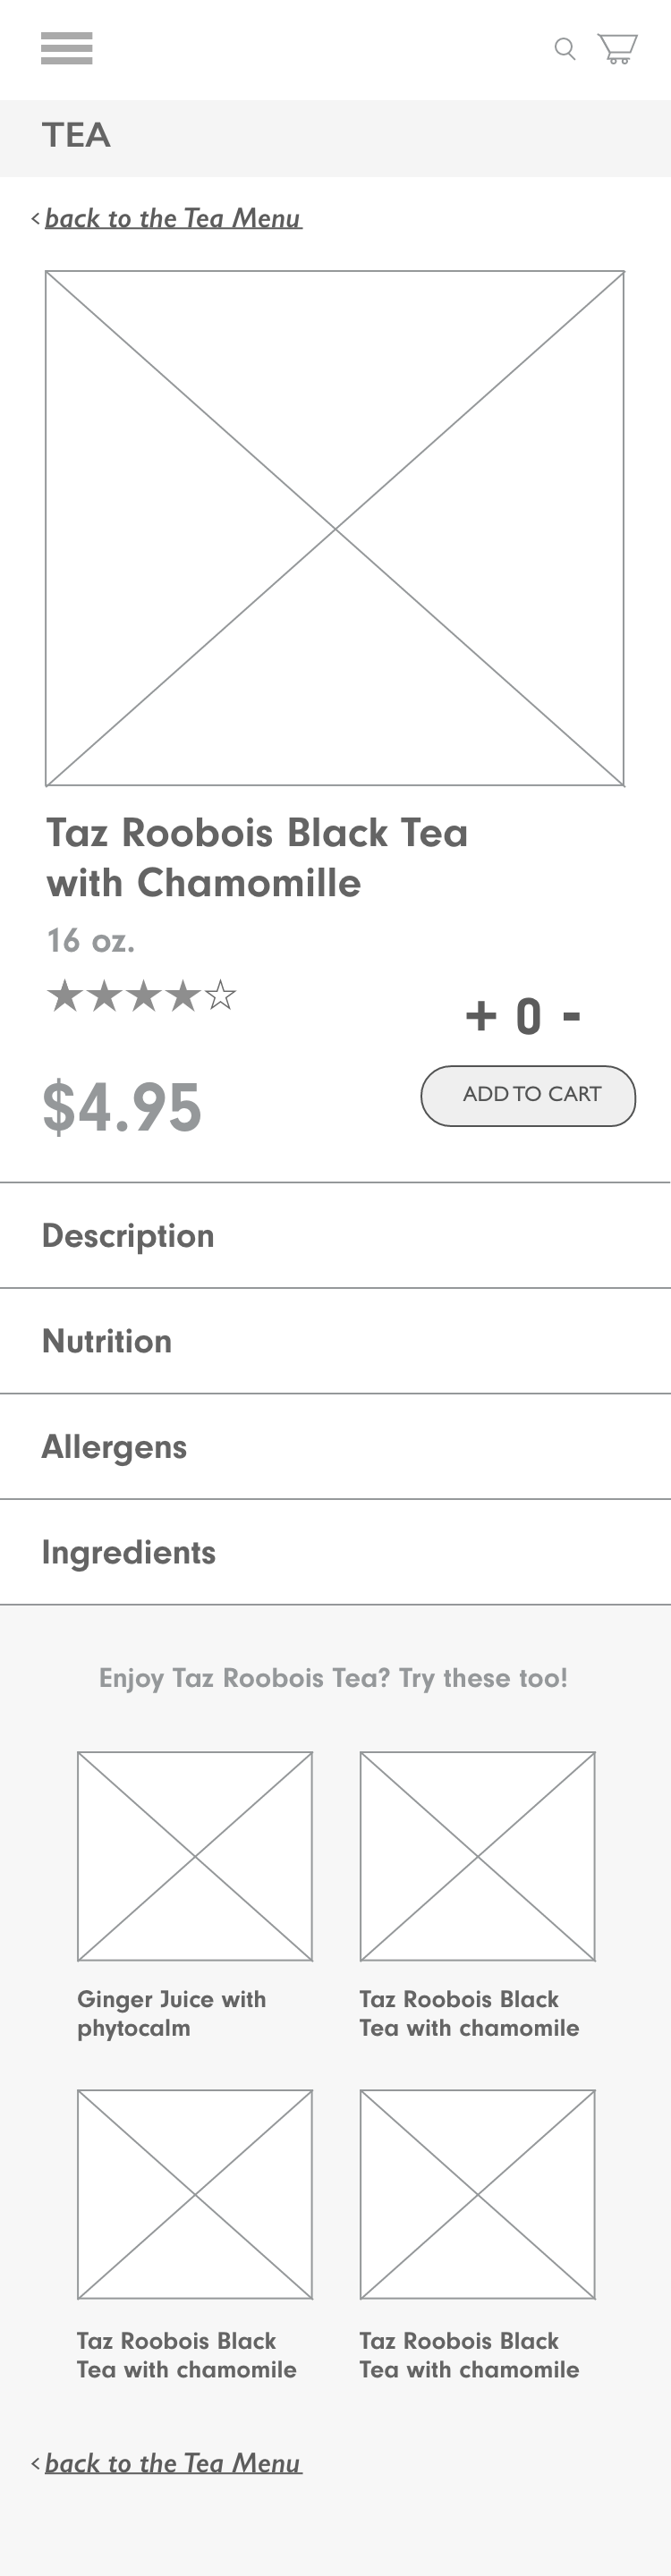 TEA
< back to the Tea Menu
Taz Roobois Black Tea
with Chamomille
16 oz.
★★★★☆
+ 0 -
$4.95
ADD TO CART
Description
Nutrition
Allergens
Ingredients
Enjoy Taz Roobois Tea? Try these too!
Ginger Juice with
phytocalm
Taz Roobois Black
Tea with chamomile
Taz Roobois Black
Tea with chamomile
Taz Roobois Black
Tea with chamomile
< back to the Tea Menu